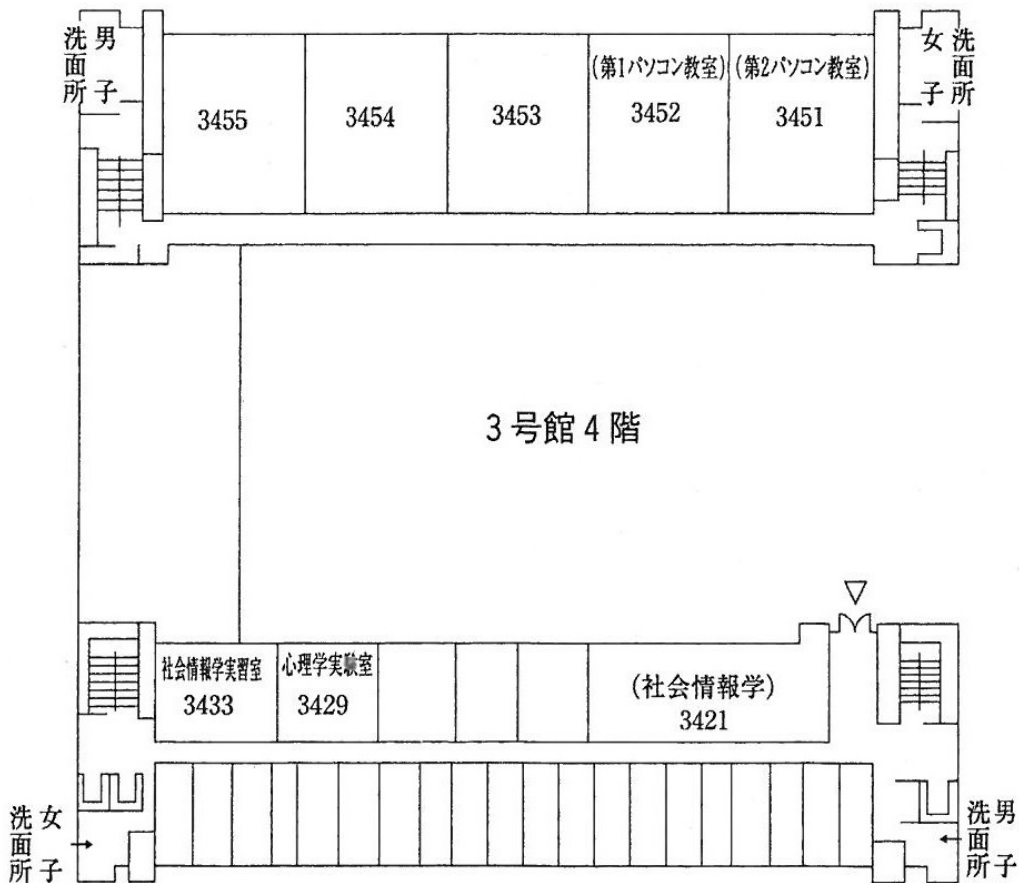 男子洗面所
女子洗面所
(第1パソコン教室)
(第2パソコン教室)
3455
3454
3453
3452
3451
3号館4階
社会情報学実習室
3433
心理学実験室
3429
(社会情報学)
3421
女子洗面所
男子洗面所